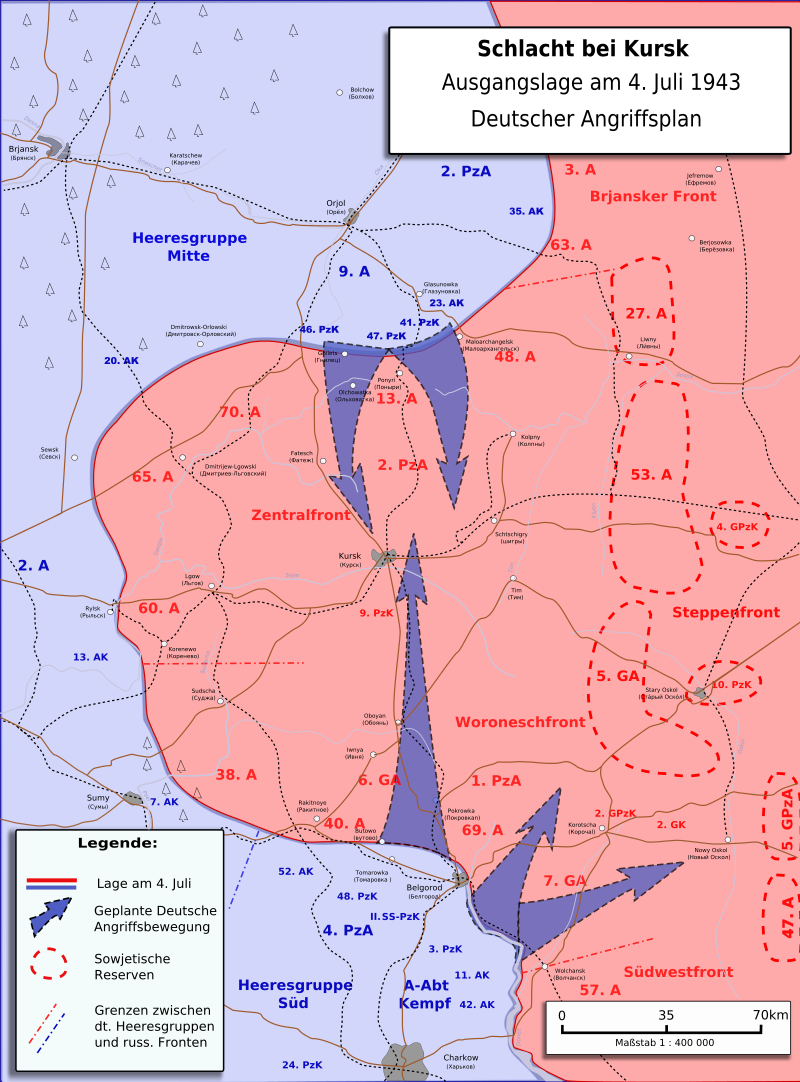 Schlacht bei Kursk
Ausgangslage am 4. Juli 1943
Deutscher Angriffsplan
Bolchow
(Болхов)
Brjansk
(Брянск)
Karatschew
(Карачев)
2. PzA
3. A
Jefremow
(Ефремов)
Brjansker Front
Orjol
(Орёл)
35. AK
Heeresgruppe
Mitte
63. A
Berjosowka
(Берёзовка)
9. A
Glasunowka
(Глазуновка)
23. AK
27. A
41. PzK
46. PzK
47. PzK
Dmitrowsk-Orlowski
(Дмитровск-Орловский)
Maloarchangelsk
(Малоархангельск)
Liwny
(Ливны)
20. AK
Gnilets
(Гнилец)
48. A
Ponyri
(Поныри)
Olchowatka
(Ольховатка)
13. A
70. A
Kolpny
(Колпны)
Sewsk
(Севск)
Fatesch
(Фатеж)
65. A
Dmitrijew-Lgowski
(Дмитриев-Льговский)
2. PzA
53. A
Zentralfront
4. GPzK
Schtschigry
(щигры)
Kursk
(Курск)
2. A
Lgow
(Льгов)
Tim
(Тим)
Rylsk
(Рыльск)
60. A
9. PzK
Steppenfront
Korenewo
(Коренево)
13. AK
5. GA
10. PzK
Stary Oskol
(Старый Оскол)
Sudscha
(Суджа)
Oboyan
(Обоянь)
Woroneschfront
Iwnya
(Ивня)
38. A
6. GA
1. PzA
Sumy
(Сумы)
7. AK
Rakitnoye
(Ракитное)
Pokrowka
(Покровкаn)
2. GPzK
5. GPzA
40. A
69. A
Korotscha
(Короча)
2. GK
Butowo
(вутово)
Nowy Oskol
(Новый Оскол)
Tomarowka
(Томаровка )
52. AK
Belgorod
(Белгород)
7. GA
48. PzK
47. A
II.SS-PzK
4. PzA
3. PzK
Wolchansk
(Волчанск)
Südwestfront
11. AK
Heeresgruppe
Süd
A-Abt
Kempf
42. AK
57. A
24. PzK
Charkow
(Харьков)
Legende:
Lage am 4. Juli
Geplante Deutsche
Angriffsbewegung
Sowjetische
Reserven
Grenzen zwischen
dt. Heeresgruppen
und russ. Fronten
0 35 70km
Maßstab 1 : 400 000